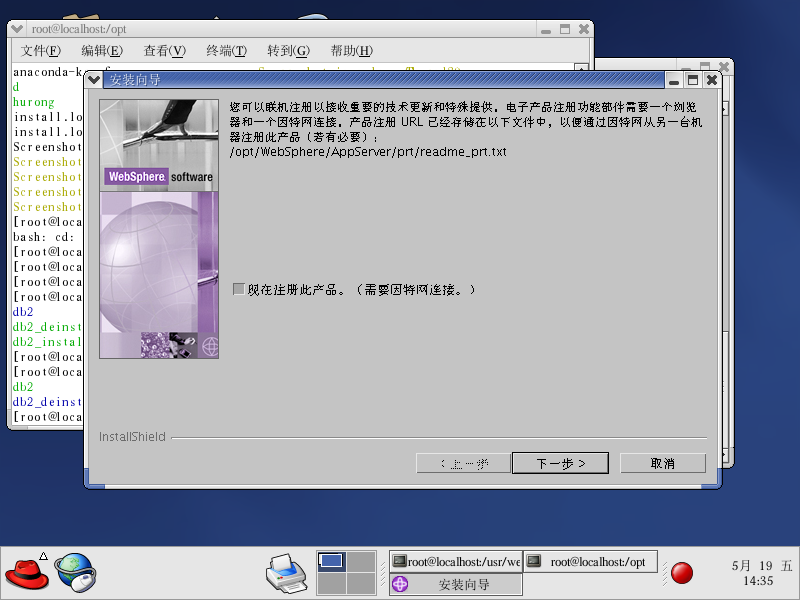 root@localhost:/opt
文件(F) 编辑(E) 查看(V) 终端(T) 转到(G) 帮助(H)
d
hurong
install.lo
install.lo
Screenshot
Screenshot
Screenshot
Screenshot
Screenshot
[root@loca
bash: cd:
[root@loca
[root@loca
[root@loca
[root@loca
db2
db2_deinst
db2_instal
[root@loca
[root@loca
db2
db2_deinst
[root@loca
安装向导
您可以联机注册以接收重要的技术更新和特殊提供。电子产品注册功能部件需要一个浏览
器和一个因特网连接。产品注册 URL 已经存储在以下文件中，以便通过因特网从另一台机
器注册此产品（若有必要）：
/opt/WebSphere/AppServer/prt/readme_prt.txt
WebSphere. software
现在注册此产品。（需要因特网连接。）
InstallShield
< 上一步 下一步 > 取消
root@localhost:/usr/we root@localhost:/opt
安装向导
5月 19 五
14:35